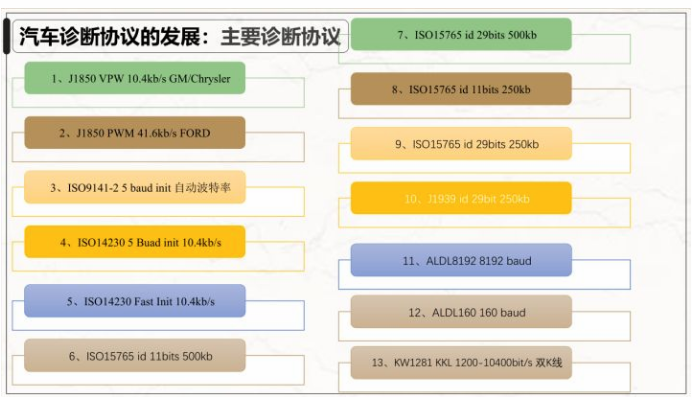 汽车诊断协议的发展：主要诊断协议
1、J1850 VPW 10.4kb/s GM/Chrysler
2、J1850 PWM 41.6kb/s FORD
3、ISO9141-2 5 baud init 自动波特率
4、ISO14230 5 Buad init 10.4kb/s
5、ISO14230 Fast Init 10.4kb/s
6、ISO15765 id 11bits 500kb
7、ISO15765 id 29bits 500kb
8、ISO15765 id 11bits 250kb
9、ISO15765 id 29bits 250kb
10、J1939 id 29bit 250kb
11、ALDL8192 8192 baud
12、ALDL160 160 baud
13、KW1281 KKL 1200-10400bit/s 双K线